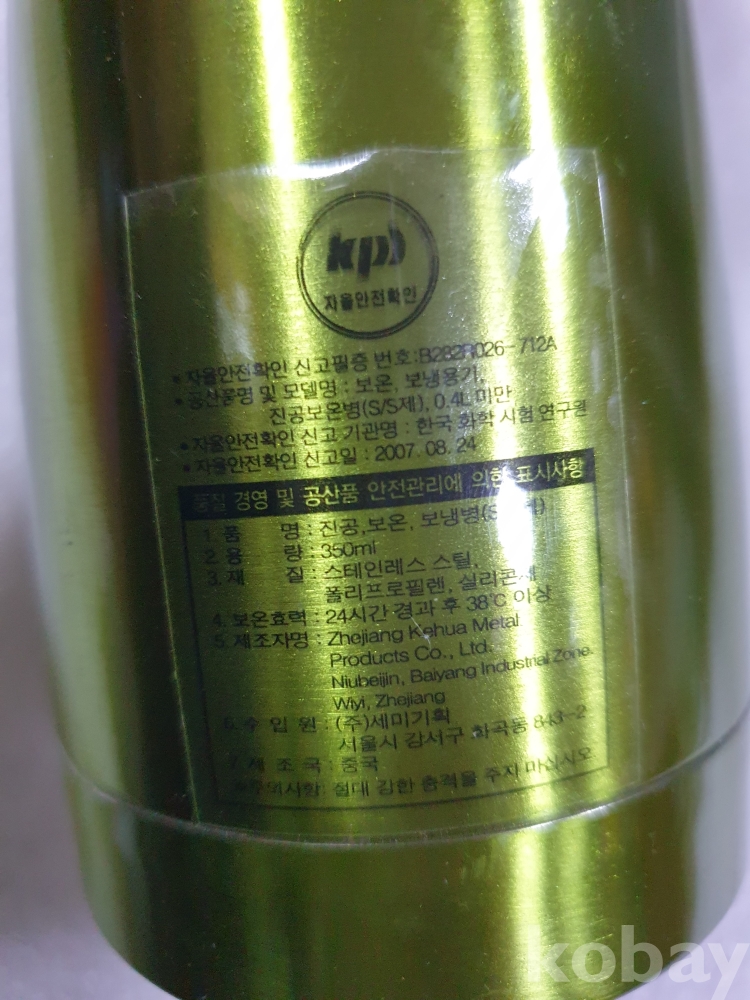 kps
자율안전확인
• 자율안전확인 신고필증 번호:B282R026-712A
• 공산품명 및 모델명 : 보온, 보냉용기,
진공보온병(S/S제), 0.4L 미만
• 자율안전확인 신고 기관명 : 한국 화학 시험 연구원
• 자율안전확인 신고일 : 2007. 08. 24
품질 경영 및 공산품 안전관리에 의한 표시사항
1. 품 명 : 진공,보온, 보냉병(S/S제)
2. 용 량 : 350ml
3. 재 질 : 스테인레스 스틸,
폴리프로필렌, 실리콘
4. 보온효력 : 24시간 경과 후 38℃ 이상
5. 제조자명 : Zhejiang Kehua Metal
Products Co., Ltd.
Niubeijin, Baiyang Industrial Zone.
Wiyi, Zhejiang
6. 수 입 원 : (주)세미기획
서울시 강서구 화곡동 843-2
7. 제 조 국 : 중국
※주의사항: 절대 강한 충격을 주지 마십시오
kobay